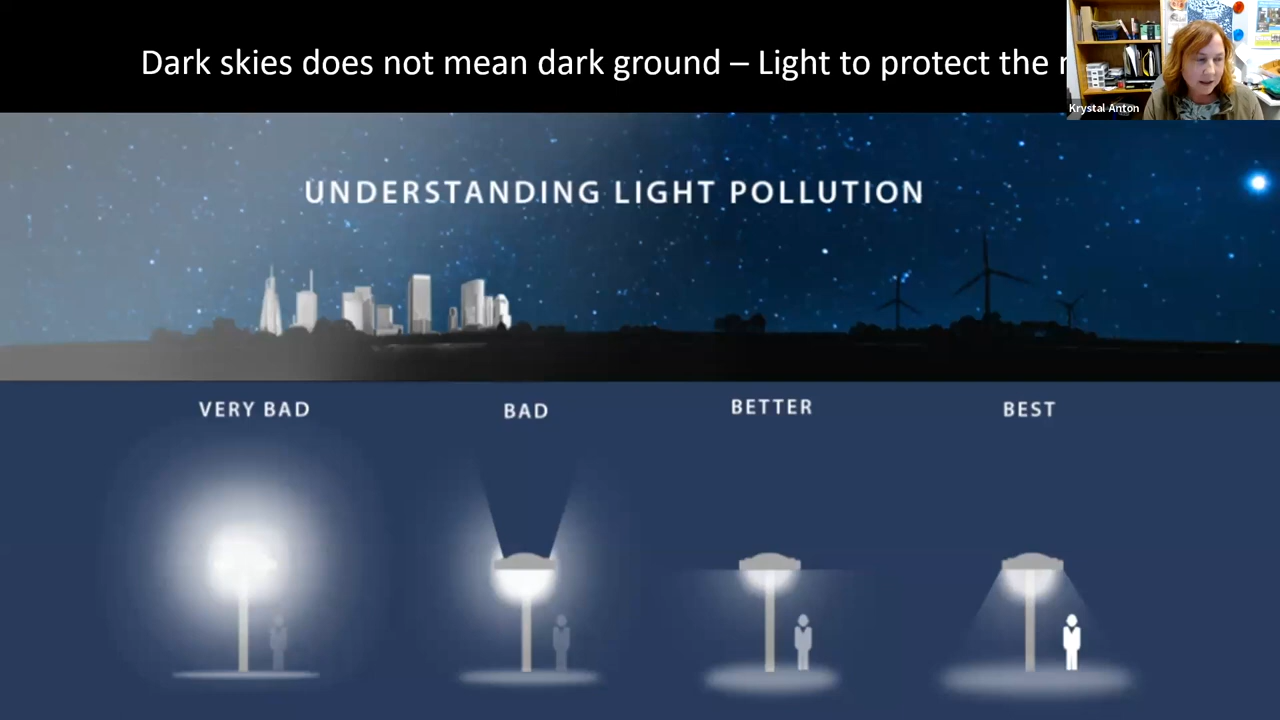 Dark skies does not mean dark ground – Light to protect the
Krystal Anton
UNDERSTANDING LIGHT POLLUTION
VERY BAD
BAD
BETTER
BEST